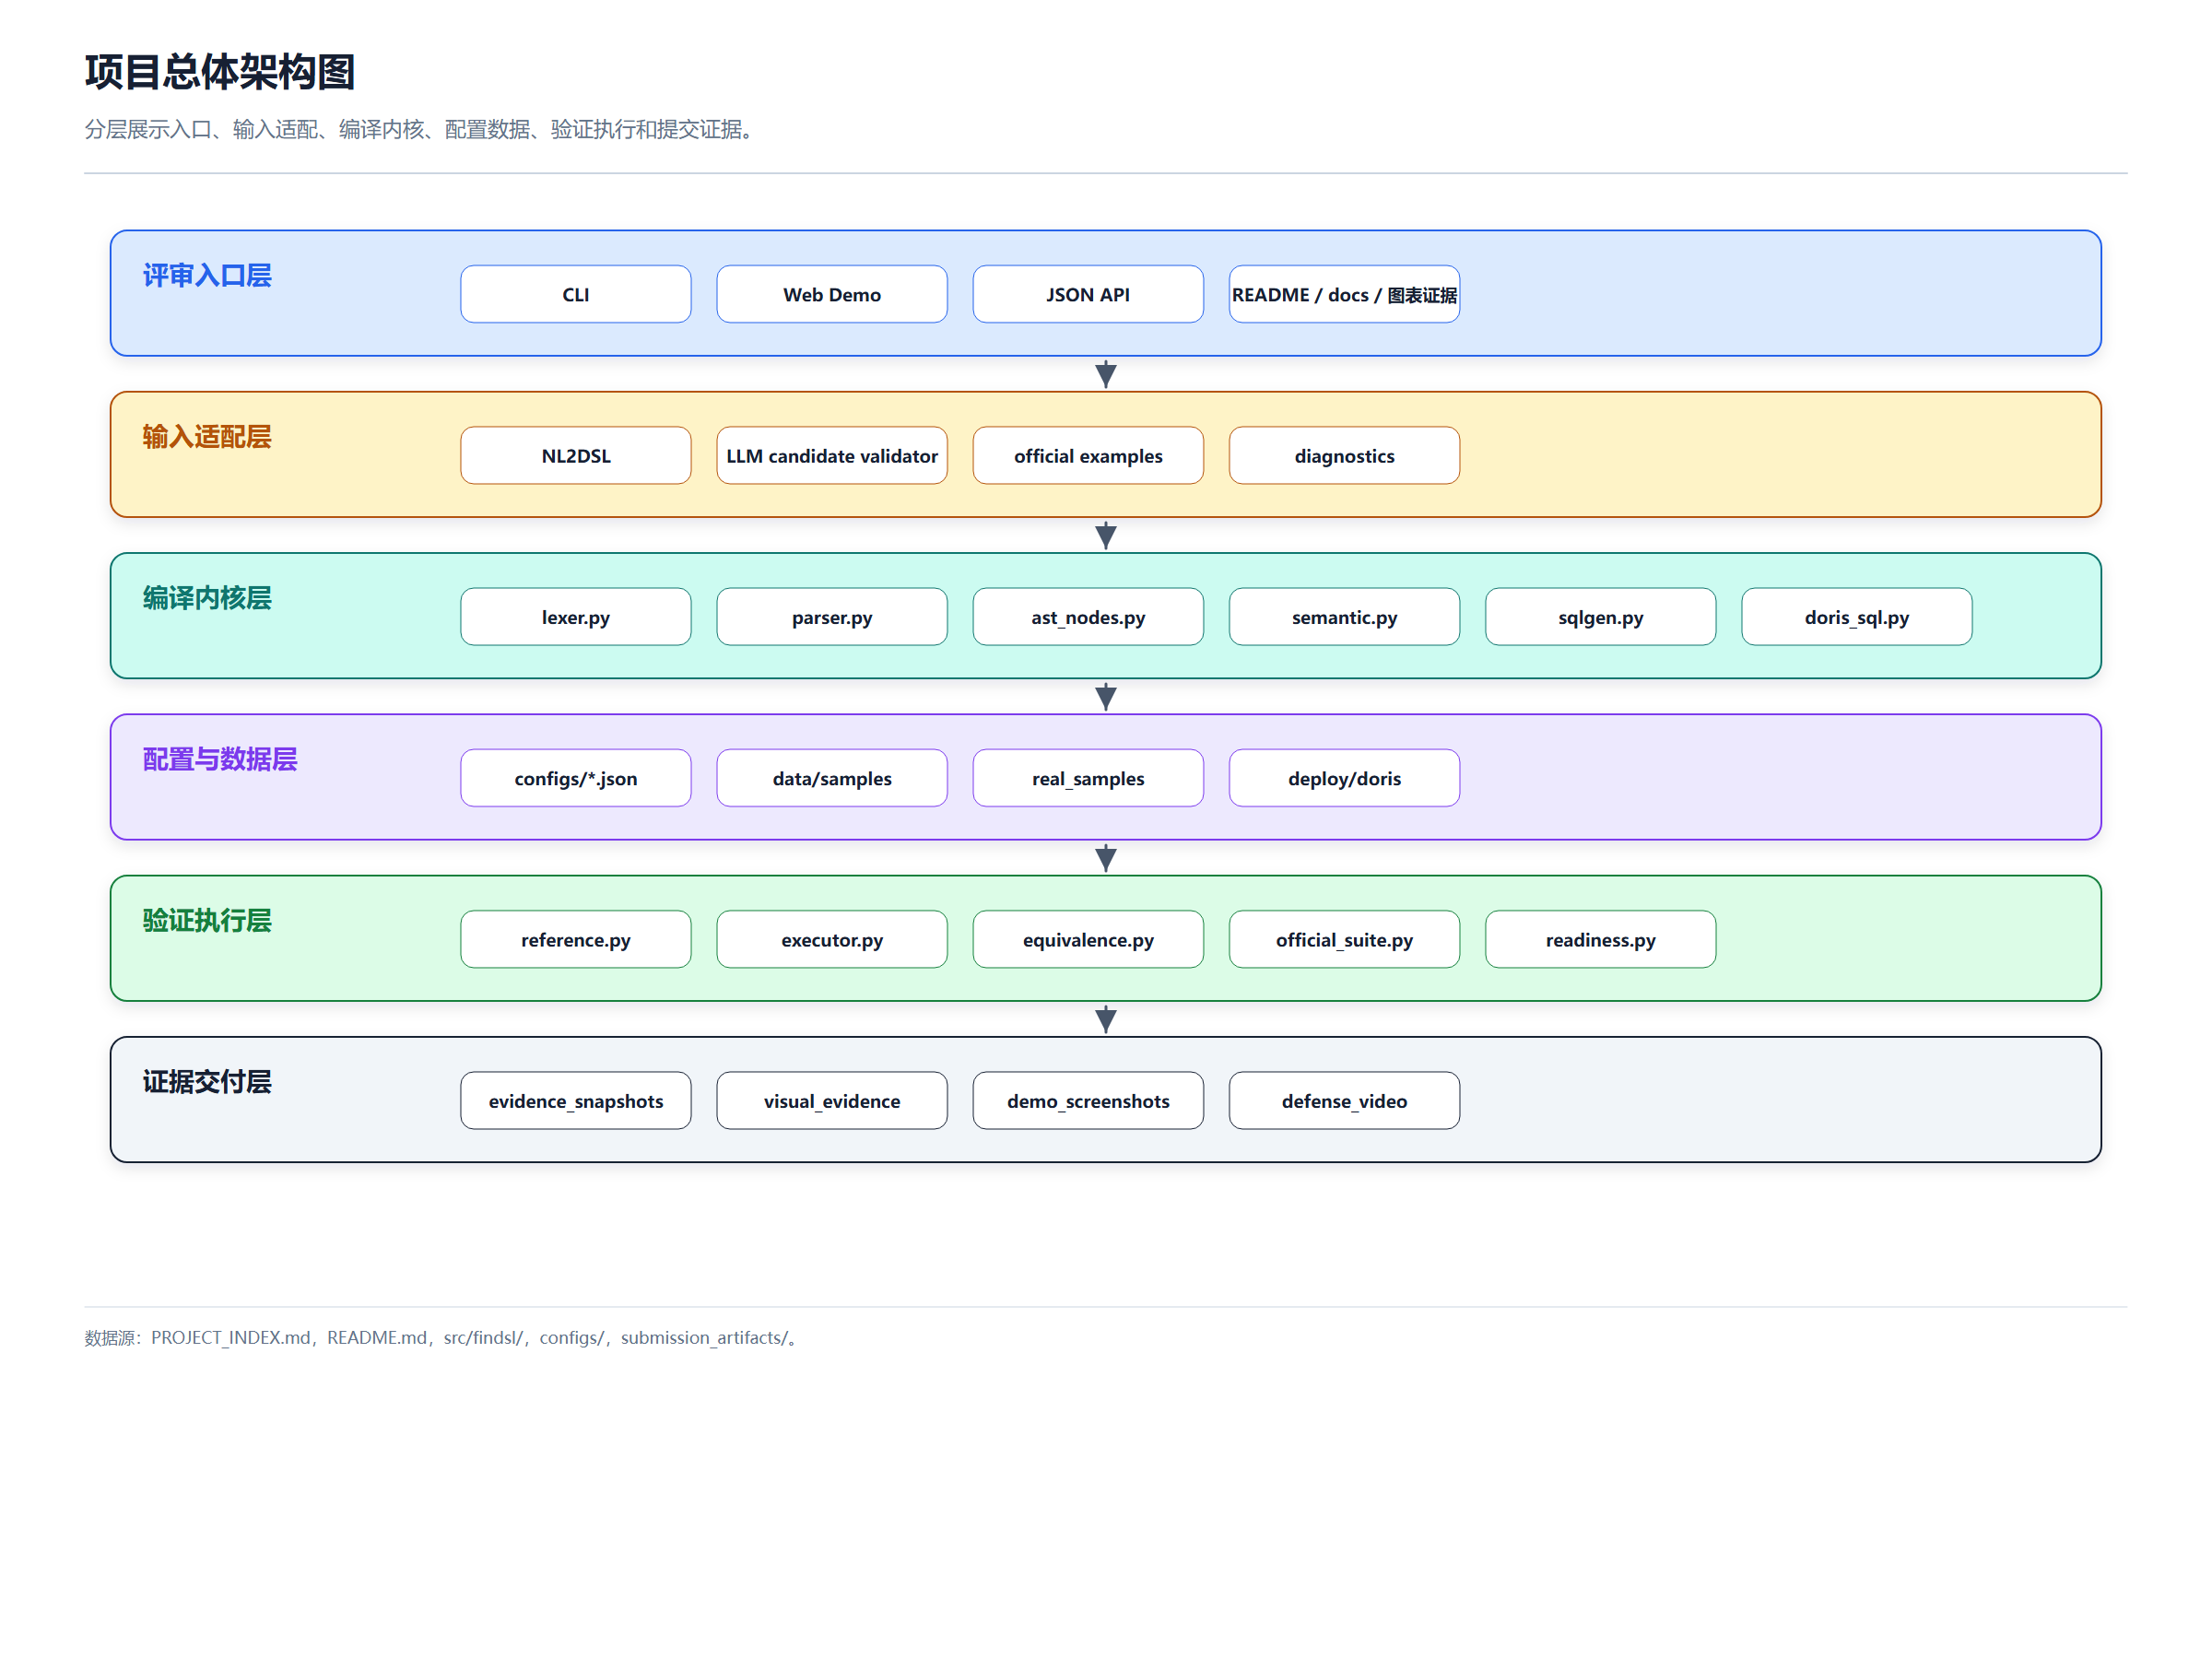 项目总体架构图
分层展示入口、输入适配、编译内核、配置数据、验证执行和提交证据。
评审入口层
CLI
Web Demo
JSON API
README / docs / 图表证据
输入适配层
NL2DSL
LLM candidate validator
official examples
diagnostics
编译内核层
lexer.py
parser.py
ast_nodes.py
semantic.py
sqlgen.py
doris_sql.py
配置与数据层
configs/*.json
data/samples
real_samples
deploy/doris
验证执行层
reference.py
executor.py
equivalence.py
official_suite.py
readiness.py
证据交付层
evidence_snapshots
visual_evidence
demo_screenshots
defense_video
数据源：PROJECT_INDEX.md，README.md，src/findsl/，configs/，submission_artifacts/。